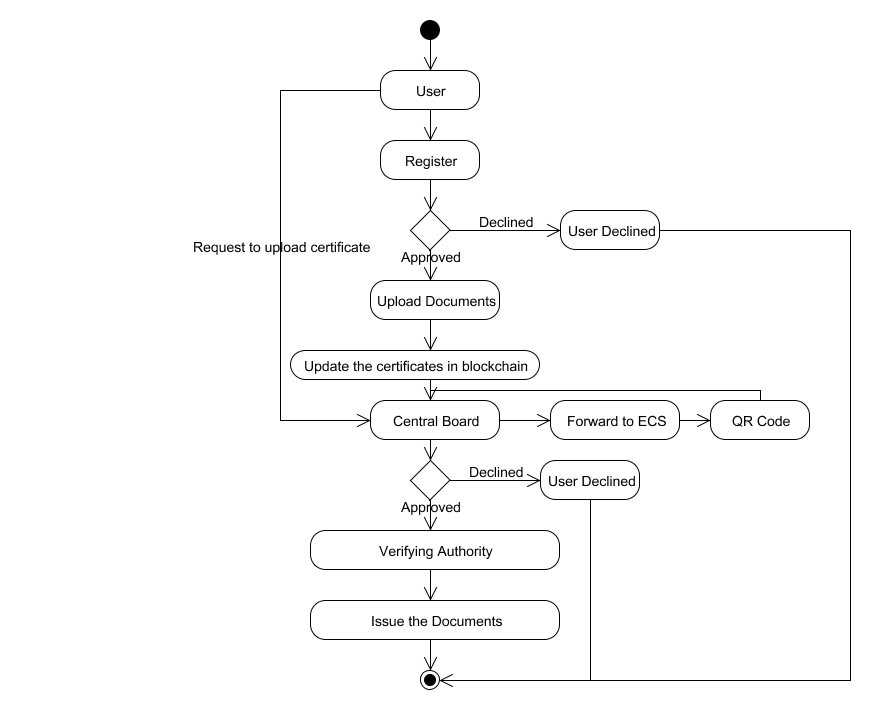 User
Register
Declined
User Declined
Request to upload certificate
Approved
Upload Documents
Update the certificates in blockchain
Central Board
Forward to ECS
QR Code
Declined
User Declined
Approved
Verifying Authority
Issue the Documents